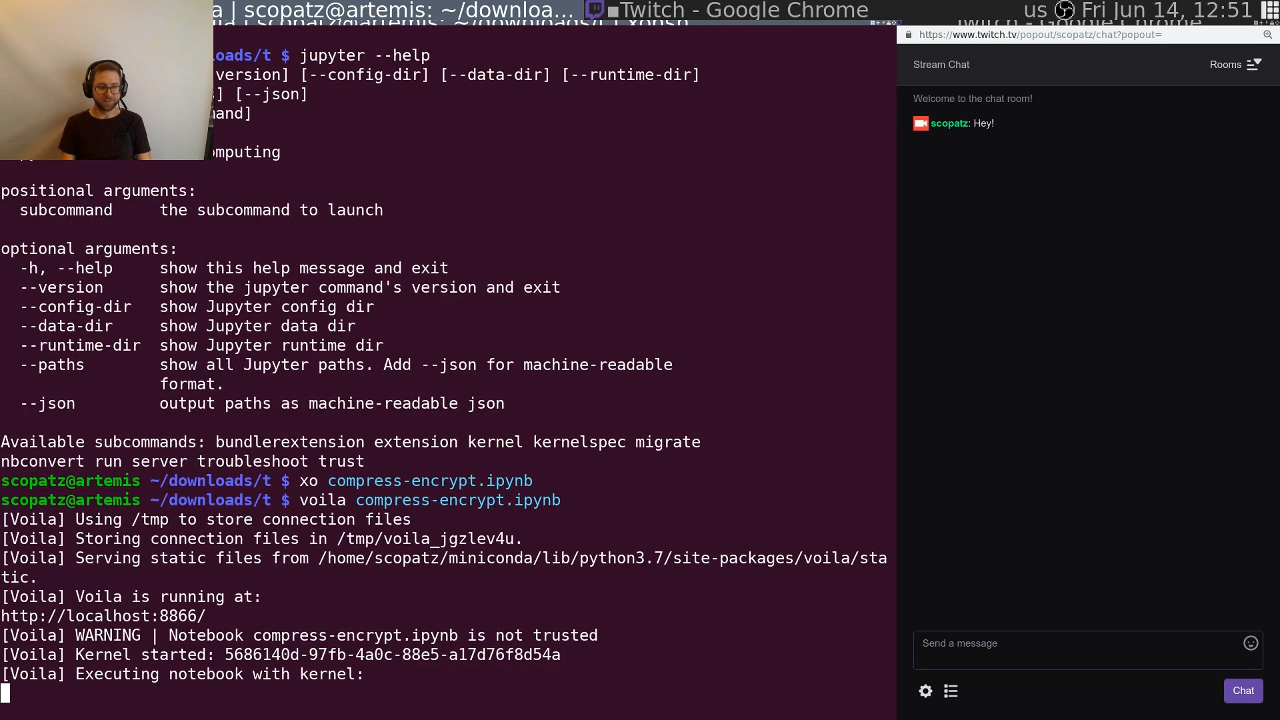 | scopatz@artemis: ~/downloa... Twitch - Google Chrome us Fri Jun 14, 12:51
oads/t $ jupyter --help
version] [--config-dir] [--data-dir] [--runtime-dir]
] [--json]
mand]
omputing
positional arguments:
subcommand the subcommand to launch
optional arguments:
-h, --help show this help message and exit
--version show the jupyter command's version and exit
--config-dir show Jupyter config dir
--data-dir show Jupyter data dir
--runtime-dir show Jupyter runtime dir
--paths show all Jupyter paths. Add --json for machine-readable
format.
--json output paths as machine-readable json
Available subcommands: bundlerextension extension kernel kernelspec migrate
nbconvert run server troubleshoot trust
scopatz@artemis ~/downloads/t $ xo compress-encrypt.ipynb
scopatz@artemis ~/downloads/t $ voila compress-encrypt.ipynb
[Voila] Using /tmp to store connection files
[Voila] Storing connection files in /tmp/voila_jgzlev4u.
[Voila] Serving static files from /home/scopatz/miniconda/lib/python3.7/site-packages/voila/sta
tic.
[Voila] Voila is running at:
http://localhost:8866/
[Voila] WARNING | Notebook compress-encrypt.ipynb is not trusted
[Voila] Kernel started: 5686140d-97fb-4a0c-88e5-a17d76f8d54a
[Voila] Executing notebook with kernel:
https://www.twitch.tv/popout/scopatz/chat?popout=
Stream Chat Rooms
Welcome to the chat room!
scopatz: Hey!
Send a message
Chat